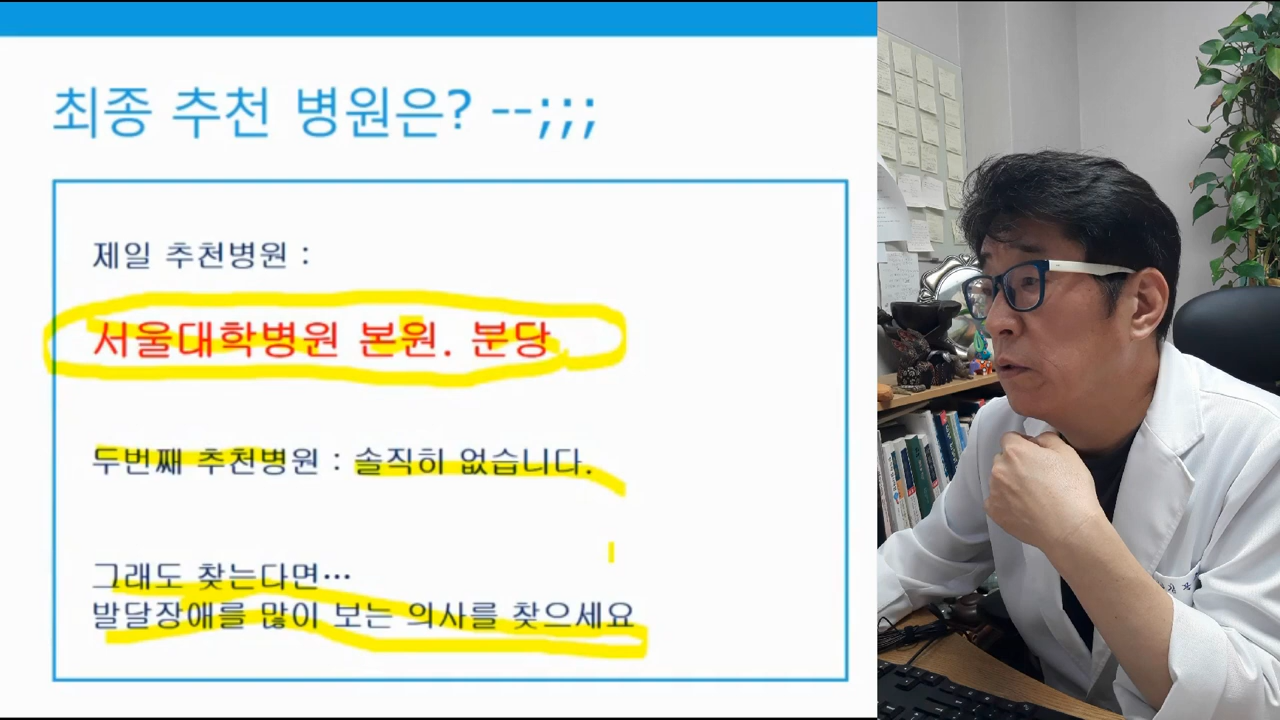 최종 추천 병원은? --;;;
제일 추천병원 :
서울대학병원 본원. 분당
두번째 추천병원 : 솔직히 없습니다.
그래도 찾는다면...
발달장애를 많이 보는 의사를 찾으세요